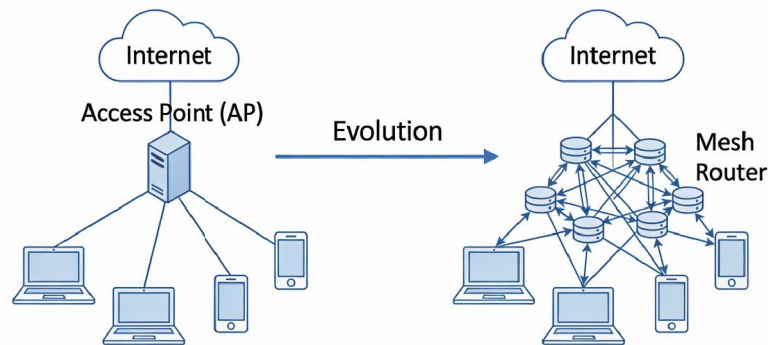 Internet
Access Point (AP)
Evolution
Internet
Mesh
Router